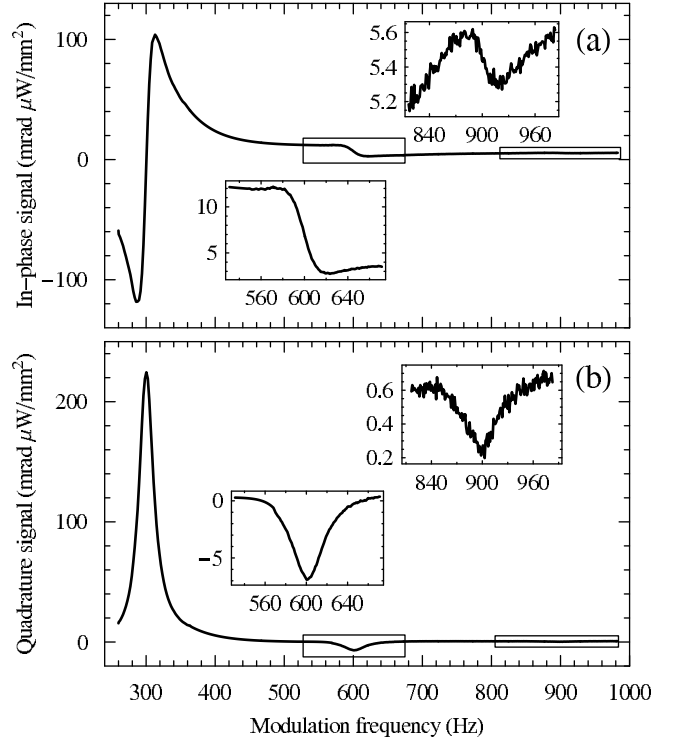 In−phase signal (mrad μW/mm²)
100
0
−100
(a)
5.6
5.4
5.2
840 900 960
10
5
560 600 640
Quadrature signal (mrad μW/mm²)
200
100
0
(b)
0.6
0.4
0.2
840 900 960
0
−5
560 600 640
300 400 500 600 700 800 900 1000
Modulation frequency (Hz)